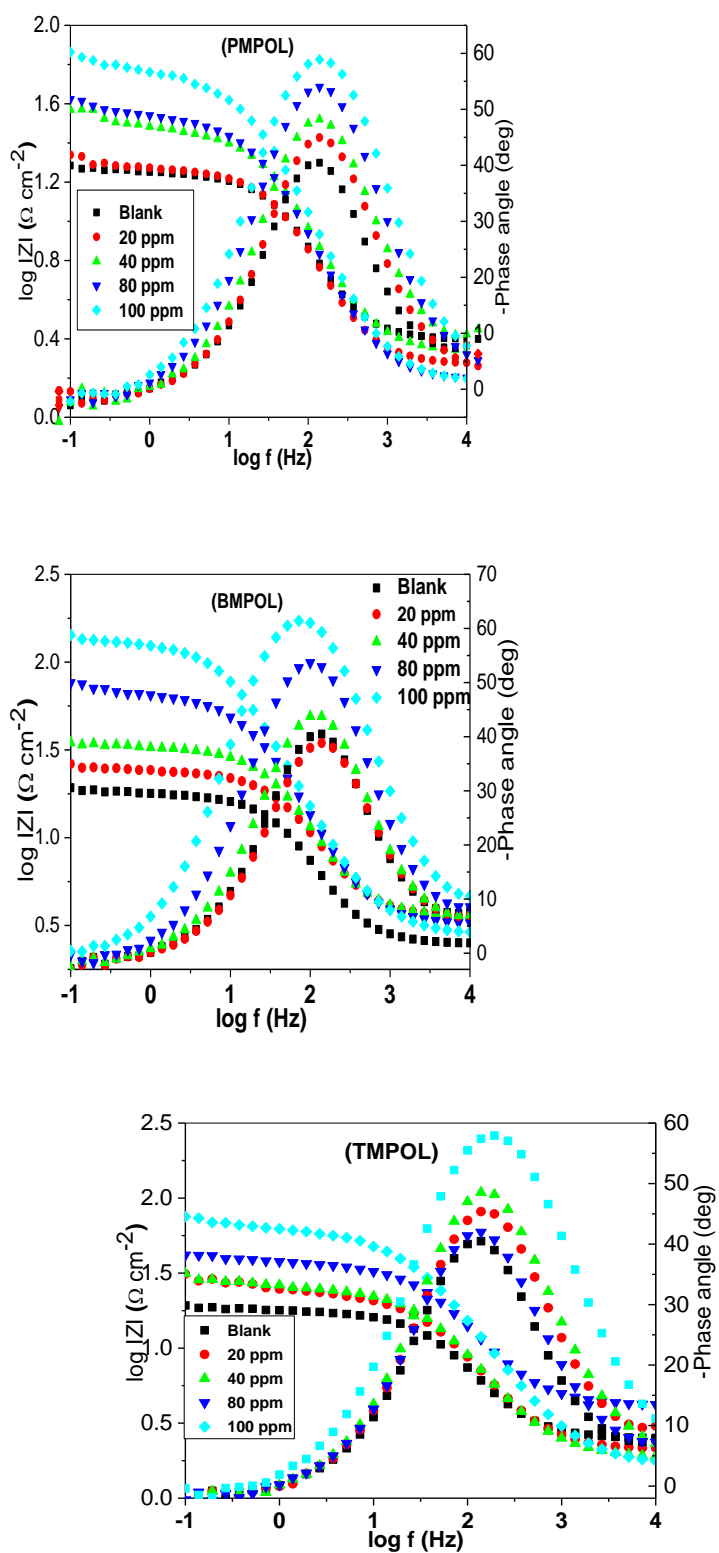 (PMPOL)
log |Z| (Ω cm-2)
2.0
1.6
1.2
0.8
0.4
0.0
Blank
20 ppm
40 ppm
80 ppm
100 ppm
60
50
40
30
20
10
0
-Phase angle (deg)
-1 0 1 2 3 4
log f (Hz)
(BMPOL)
log |Z| (Ω cm-2)
2.5
2.0
1.5
1.0
0.5
Blank
20 ppm
40 ppm
80 ppm
100 ppm
70
60
50
40
30
20
10
0
-Phase angle (deg)
-1 0 1 2 3 4
log f (Hz)
(TMPOL)
log |Z| (Ω cm-2)
2.5
2.0
1.5
1.0
0.5
0.0
Blank
20 ppm
40 ppm
80 ppm
100 ppm
60
50
40
30
20
10
0
-Phase angle (deg)
-1 0 1 2 3 4
log f (Hz)